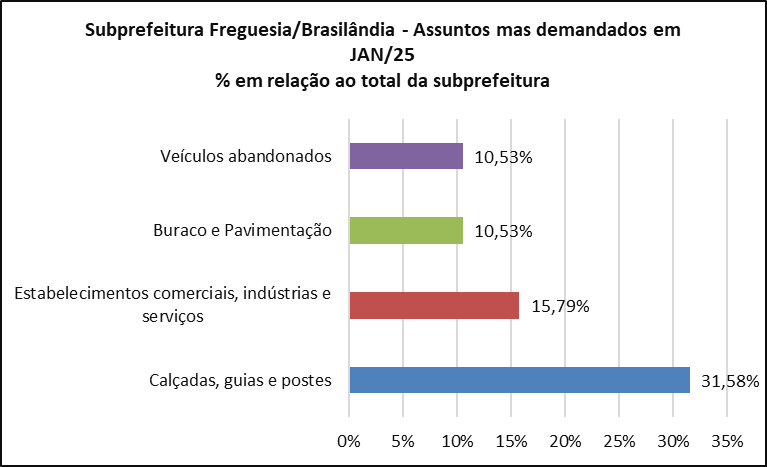 Subprefeitura Freguesia/Brasilândia - Assuntos mas demandados em
JAN/25
% em relação ao total da subprefeitura
Veículos abandonados
10,53%
Buraco e Pavimentação
10,53%
Estabelecimentos comerciais, indústrias e
serviços
15,79%
Calçadas, guias e postes
31,58%
0% 5% 10% 15% 20% 25% 30% 35%